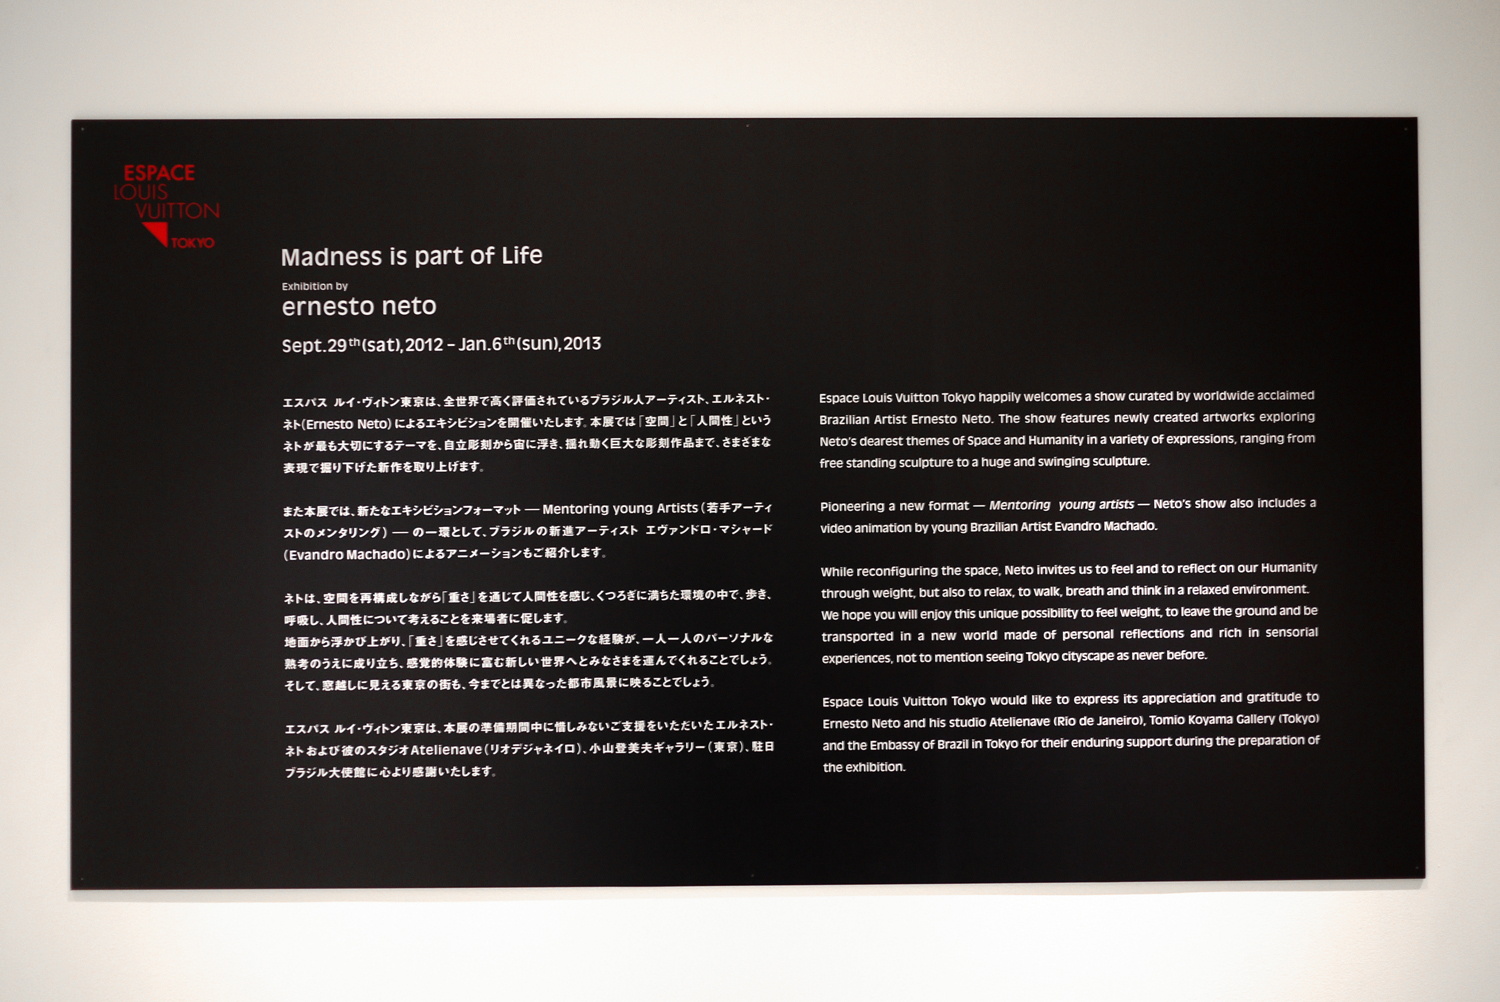 ESPACE
LOUIS
VUITTON
TOKYO
Madness is part of Life
Exhibition by
ernesto neto
Sept.29th(sat),2012 – Jan.6th(sun),2013
エスパス ルイ・ヴィトン東京は、全世界で高く評価されているブラジル人アーティスト、エルネスト・
ネト(Ernesto Neto)によるエキシビションを開催いたします。本展では「空間」と「人間性」という
ネトが最も大切にするテーマを、自立彫刻から宙に浮き、揺れ動く巨大な彫刻作品まで、さまざまな
表現で掘り下げた新作を取り上げます。
また本展では、新たなエキシビションフォーマット — Mentoring young Artists（若手アーティ
ストのメンタリング） — の一環として、ブラジルの新進アーティスト エヴァンドロ・マシャード
(Evandro Machado)によるアニメーションもご紹介します。
ネトは、空間を再構成しながら「重さ」を通じて人間性を感じ、くつろぎに満ちた環境の中で、歩き、
呼吸し、人間性について考えることを来場者に促します。
地面から浮かび上がり、「重さ」を感じさせてくれるユニークな経験が、一人一人のパーソナルな
熟考のうえに成り立ち、感覚的体験に富む新しい世界へとみなさまを運んでくれることでしょう。
そして、窓越しに見える東京の街も、今までとは異なった都市風景に映ることでしょう。
エスパス ルイ・ヴィトン東京は、本展の準備期間中に惜しみないご支援をいただいたエルネスト・
ネトおよび彼のスタジオAtelienave（リオデジャネイロ）、小山登美夫ギャラリー（東京）、駐日
ブラジル大使館に心より感謝いたします。
Espace Louis Vuitton Tokyo happily welcomes a show curated by worldwide acclaimed
Brazilian Artist Ernesto Neto. The show features newly created artworks exploring
Neto's dearest themes of Space and Humanity in a variety of expressions, ranging from
free standing sculpture to a huge and swinging sculpture.
Pioneering a new format — Mentoring young artists — Neto's show also includes a
video animation by young Brazilian Artist Evandro Machado.
While reconfiguring the space, Neto invites us to feel and to reflect on our Humanity
through weight, but also to relax, to walk, breath and think in a relaxed environment.
We hope you will enjoy this unique possibility to feel weight, to leave the ground and be
transported in a new world made of personal reflections and rich in sensorial
experiences, not to mention seeing Tokyo cityscape as never before.
Espace Louis Vuitton Tokyo would like to express its appreciation and gratitude to
Ernesto Neto and his studio Atelienave (Rio de Janeiro), Tomio Koyama Gallery (Tokyo)
and the Embassy of Brazil in Tokyo for their enduring support during the preparation of
the exhibition.